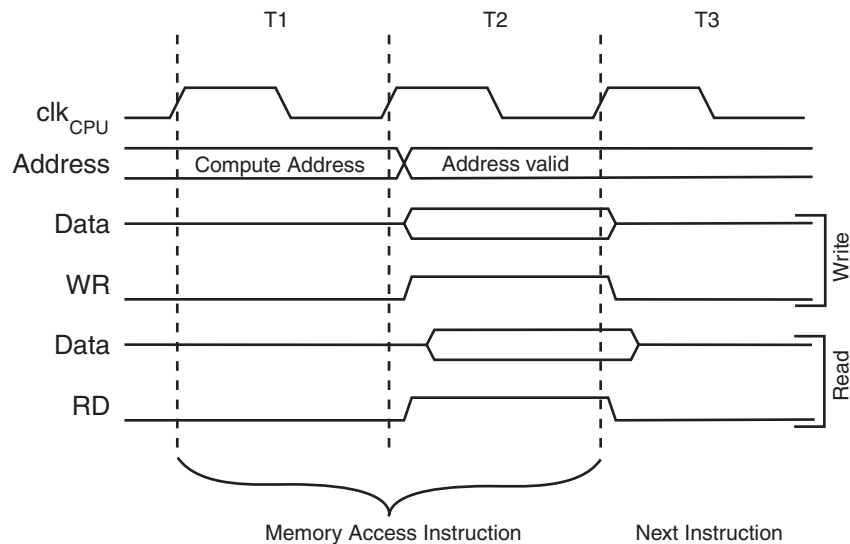 T1 T2 T3
clkCPU
Address Compute Address Address valid
Data
WR
Write
Data
RD
Read
Memory Access Instruction Next Instruction